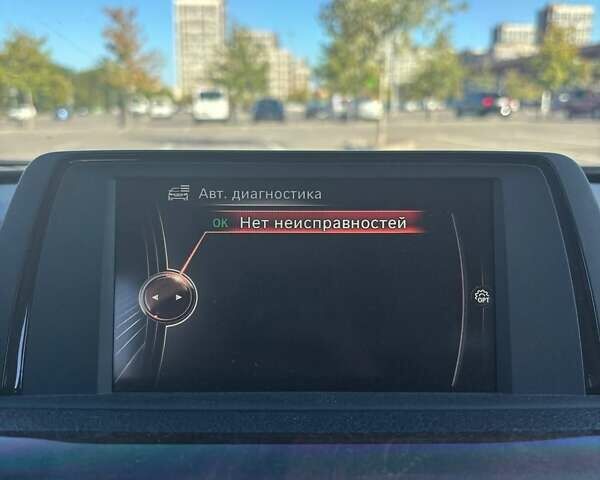 Авт. диагностика
OK Нет неисправностей
OPT